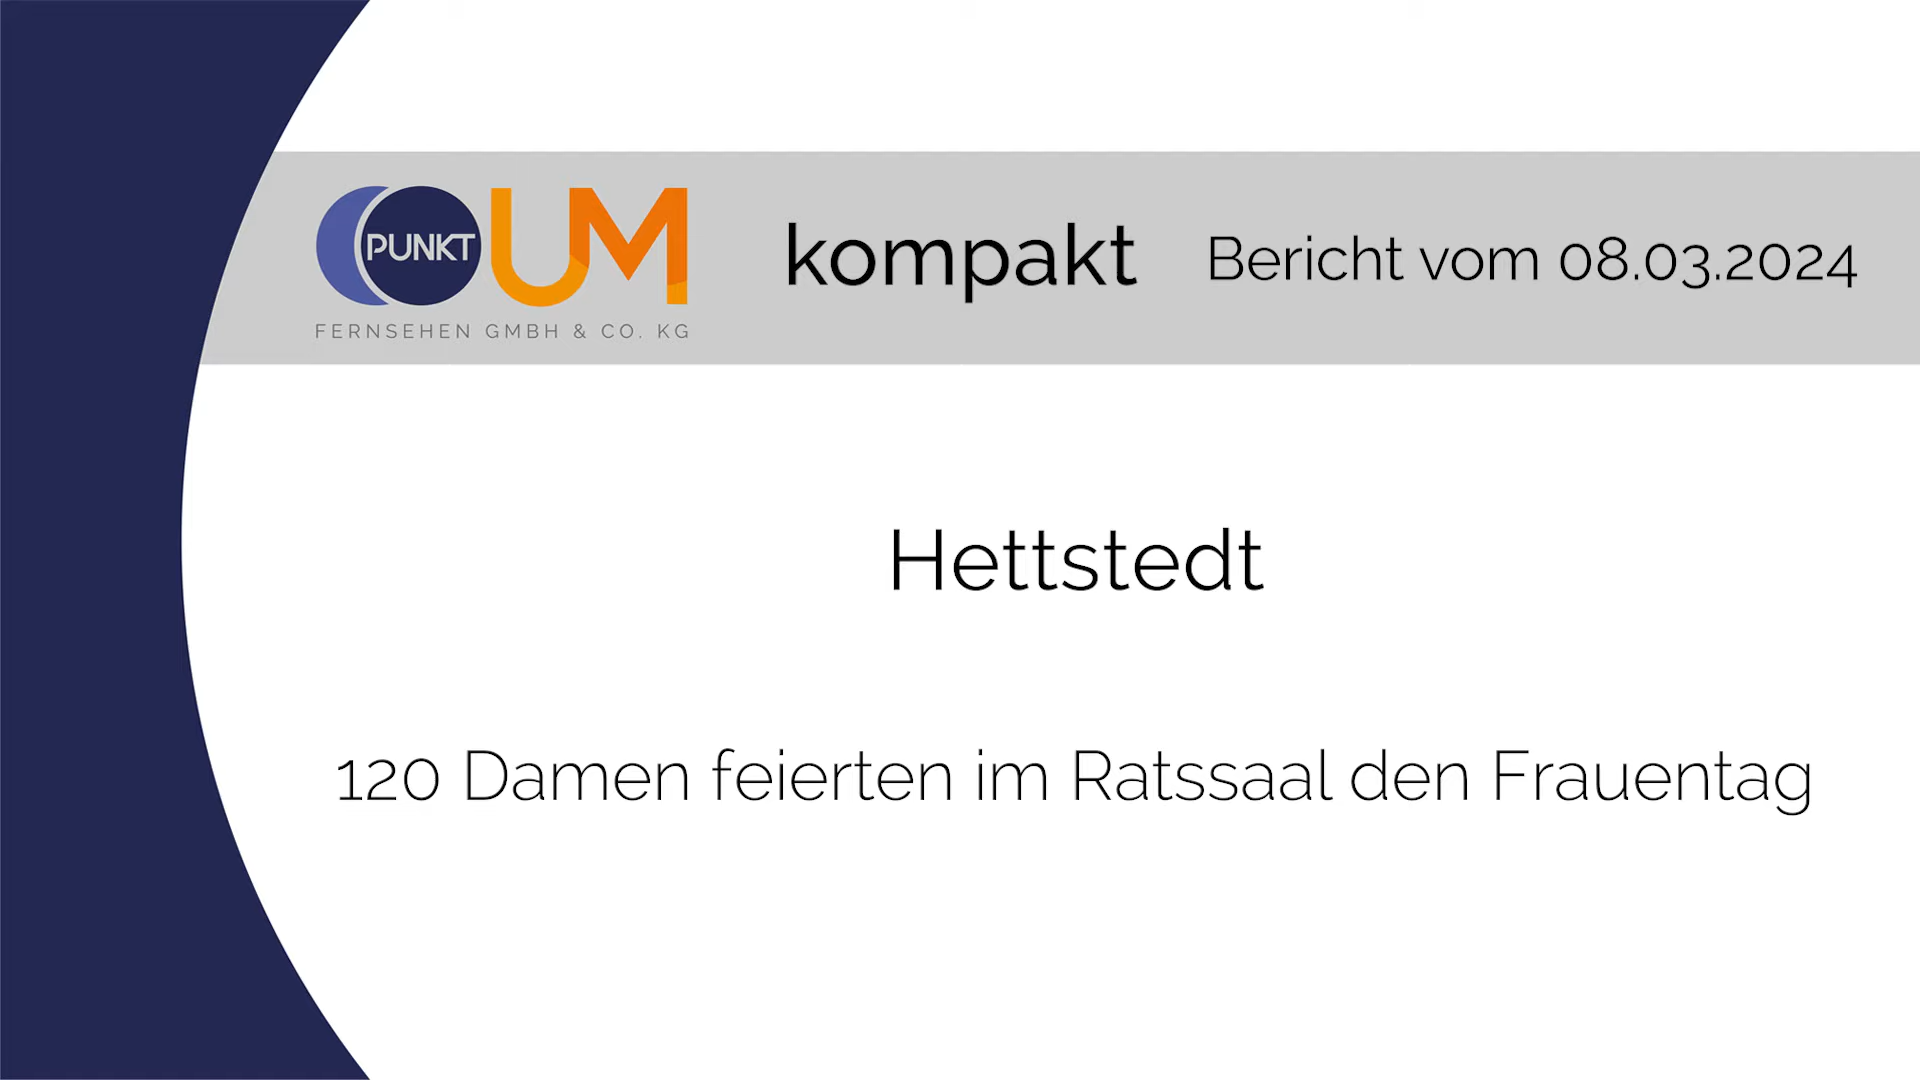 PUNKT UM
FERNSEHEN GMBH & CO. KG
kompakt
Bericht vom 08.03.2024
Hettstedt
120 Damen feierten im Ratssaal den Frauentag